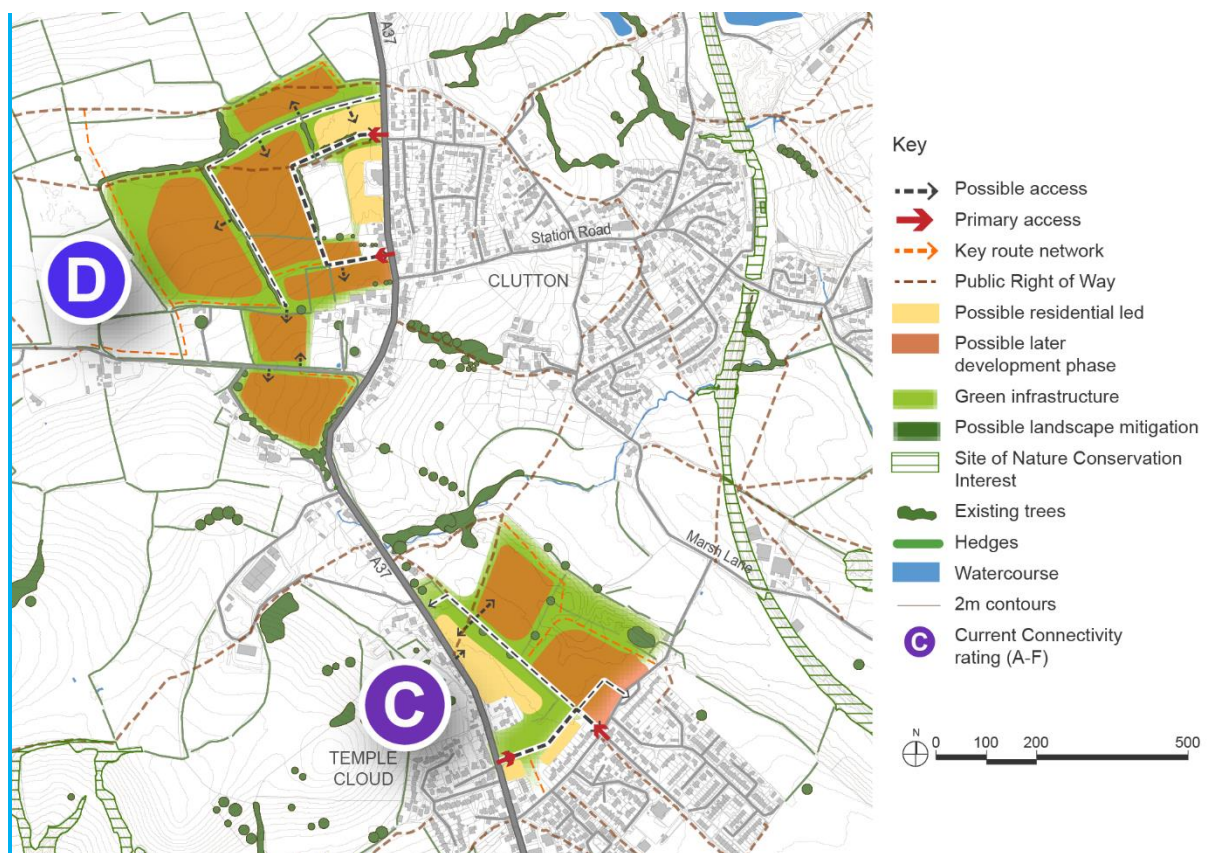 A37
Station Road
CLUTTON
D
A37
Marsh Lane
C
TEMPLE
CLOUD
Key
Possible access
Primary access
Key route network
Public Right of Way
Possible residential led
Possible later
development phase
Green infrastructure
Possible landscape mitigation
Site of Nature Conservation
Interest
Existing trees
Hedges
Watercourse
2m contours
C
Current Connectivity
rating (A-F)
N
0 100 200 500